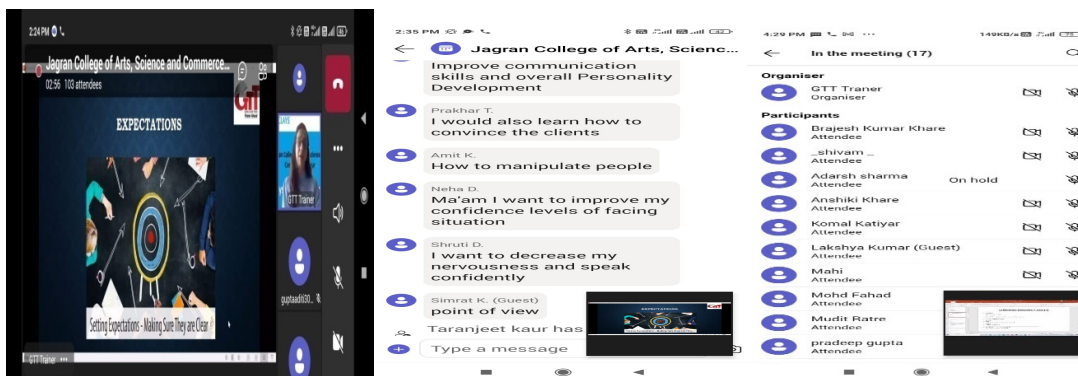 2:24 PM
Jagran College of Arts, Science and Commerce...
02:56 103 attendees
GTT
EXPECTATIONS
Setting Expectations - Making Sure They are Clear
GTT Trainer
GTT Trainer
guptaaditi30...
2:35 PM
Jagran College of Arts, Scienc...
Improve communication
skills and overall Personality
Development
Prakhar T.
I would also learn how to
convince the clients
Amit K.
How to manipulate people
Neha D.
Ma'am I want to improve my
confidence levels of facing
situation
Shruti D.
I want to decrease my
nervousness and speak
confidently
Simrat K. (Guest)
point of view
Taranjeet kaur has
Type a message
4:29 PM
149KB/s
In the meeting (17)
Organiser
GTT Traner
Organiser
Participants
Brajesh Kumar Khare
Attendee
_shivam_
Attendee
Adarsh sharma
Attendee
On hold
Anshiki Khare
Attendee
Komal Katiyar
Attendee
Lakshya Kumar (Guest)
Attendee
Mahi
Attendee
Mohd Fahad
Attendee
Mudit Ratre
Attendee
pradeep gupta
Attendee